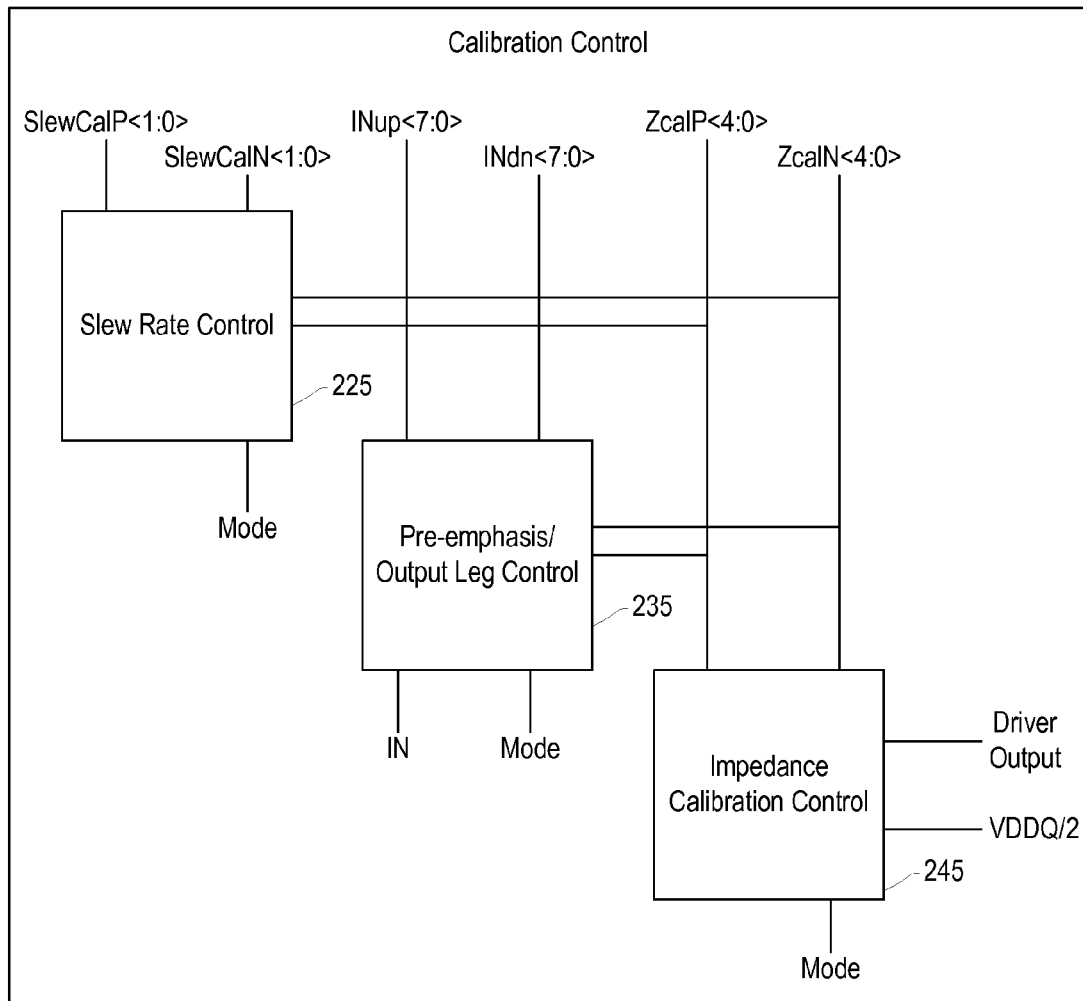 Calibration Control
SlewCalP<1:0>
SlewCalN<1:0>
INup<7:0>
INdn<7:0>
ZcalP<4:0>
ZcalN<4:0>
Slew Rate Control
225
Mode
Pre-emphasis/
Output Leg Control
235
IN
Mode
Impedance
Calibration Control
245
Driver
Output
VDDQ/2
Mode